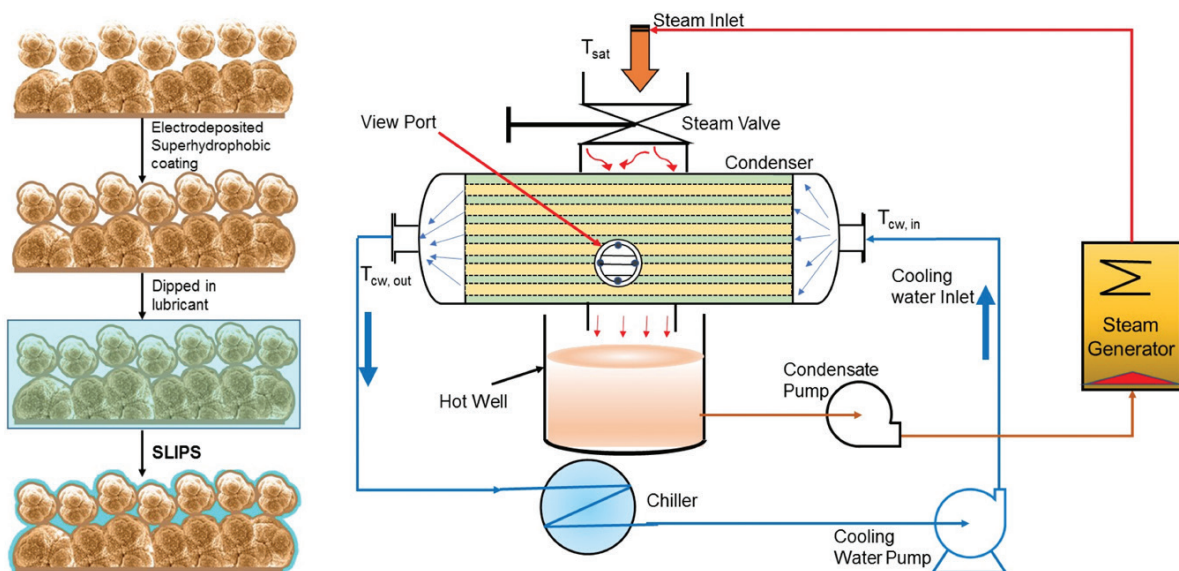 Electrodeposited
Superhydrophobic
coating
Dipped in
lubricant
SLIPS
Steam Inlet
T_sat
View Port
Steam Valve
Condenser
T_cw, in
T_cw, out
Cooling
water Inlet
Steam
Generator
Hot Well
Condensate
Pump
Chiller
Cooling
Water Pump